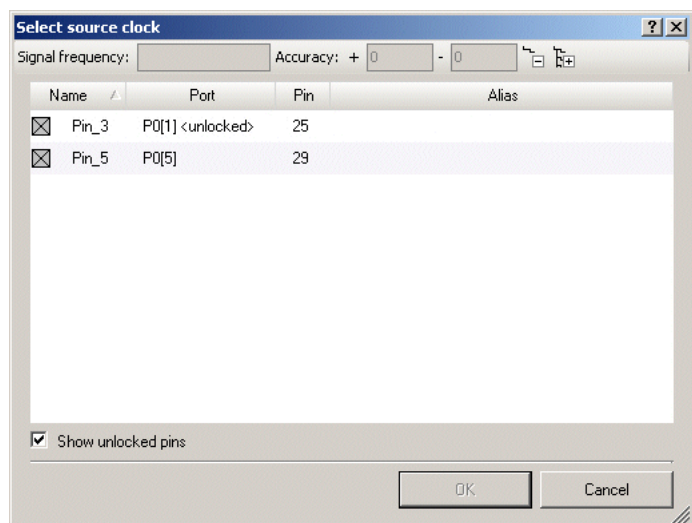 Select source clock
Signal frequency: Accuracy: + 0 - 0
Name Port Pin Alias
Pin_3 P0[1] <unlocked> 25
Pin_5 P0[5] 29
Show unlocked pins
OK Cancel